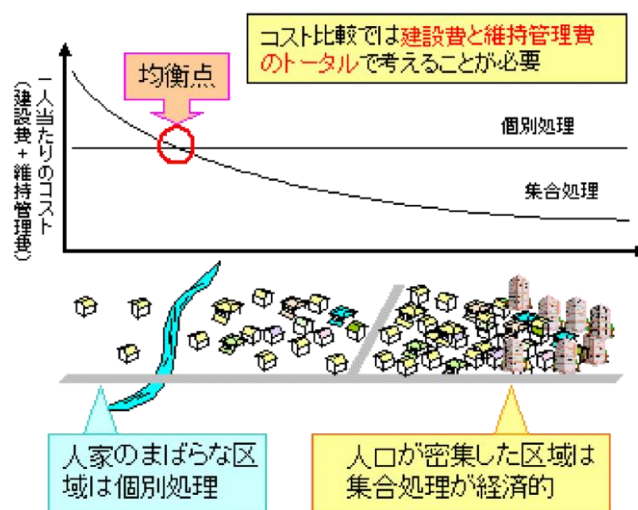 コスト比較では建設費と維持管理費
のトータルで考えることが必要
均衡点
一人当たりのコスト
(建設費+維持管理費)
個別処理
集合処理
人家のまばらな区
域は個別処理
人口が密集した区域は
集合処理が経済的